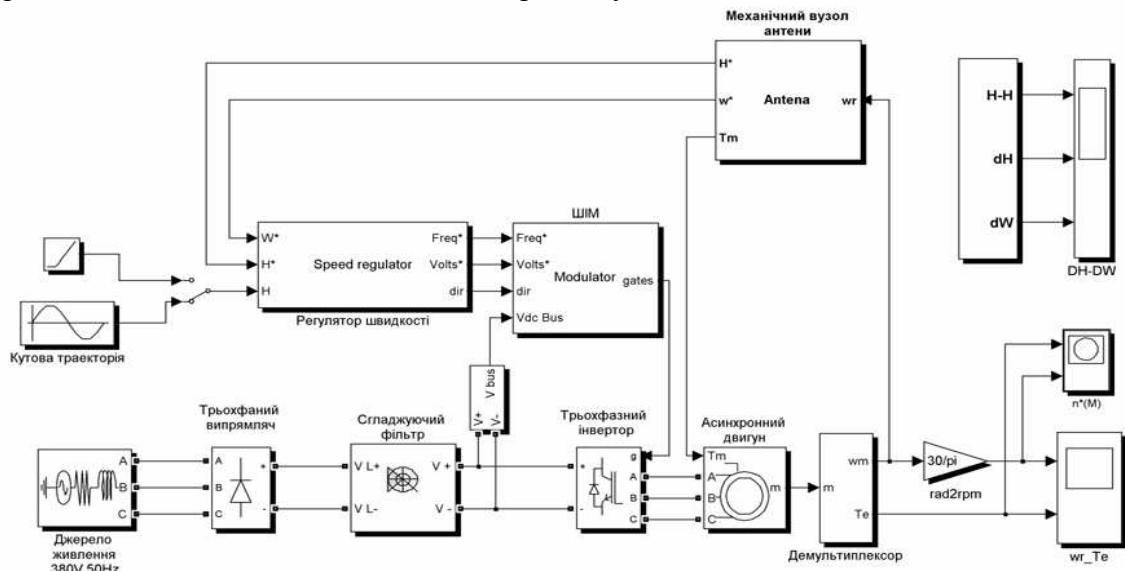 Механічний вузол
антени
H*
w*
Tm
Antena
wr
H-H
dH
dW
DH-DW
ШІМ
W*
H*
H
Speed regulator
Freq*
Volts*
dir
Регулятор швидкості
Freq*
Volts*
dir
Vdc Bus
Modulator
gates
Кутова траекторія
V bus
V+
V-
n*(M)
Трьохфаний
випрямляч
Сгладжуючий
фільтр
Трьохфазний
інвертор
Асинхронний
двигун
A
B
C
A
B
C
+
-
V L+
V L-
V +
V -
+
-
g
A
B
C
Tm
A
B
C
m
m
wm
Te
30/pi
rad2rpm
Демультиплексор
wr_Te
Джерело
живлення
380V 50Hz